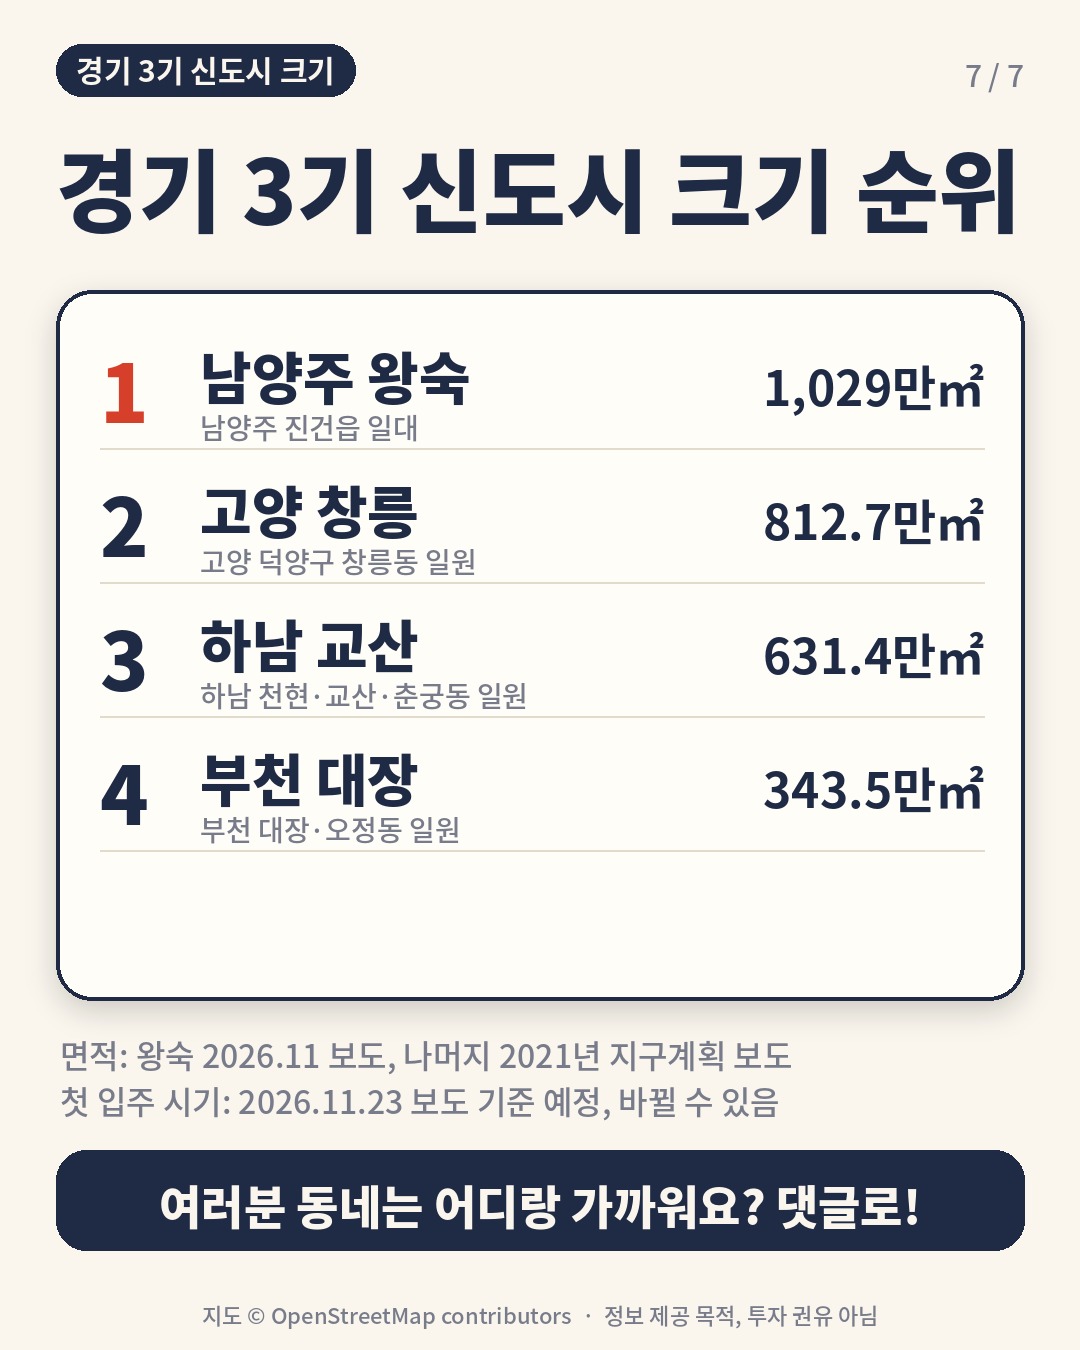 경기 3기 신도시 크기
7 / 7
경기 3기 신도시 크기 순위
1 남양주 왕숙 1,029만㎡
남양주 진건읍 일대
2 고양 창릉 812.7만㎡
고양 덕양구 창릉동 일원
3 하남 교산 631.4만㎡
하남 천현·교산·춘궁동 일원
4 부천 대장 343.5만㎡
부천 대장·오정동 일원
면적: 왕숙 2026.11 보도, 나머지 2021년 지구계획 보도
첫 입주 시기: 2026.11.23 보도 기준 예정, 바뀔 수 있음
여러분 동네는 어디랑 가까워요? 댓글로!
지도 © OpenStreetMap contributors · 정보 제공 목적, 투자 권유 아님